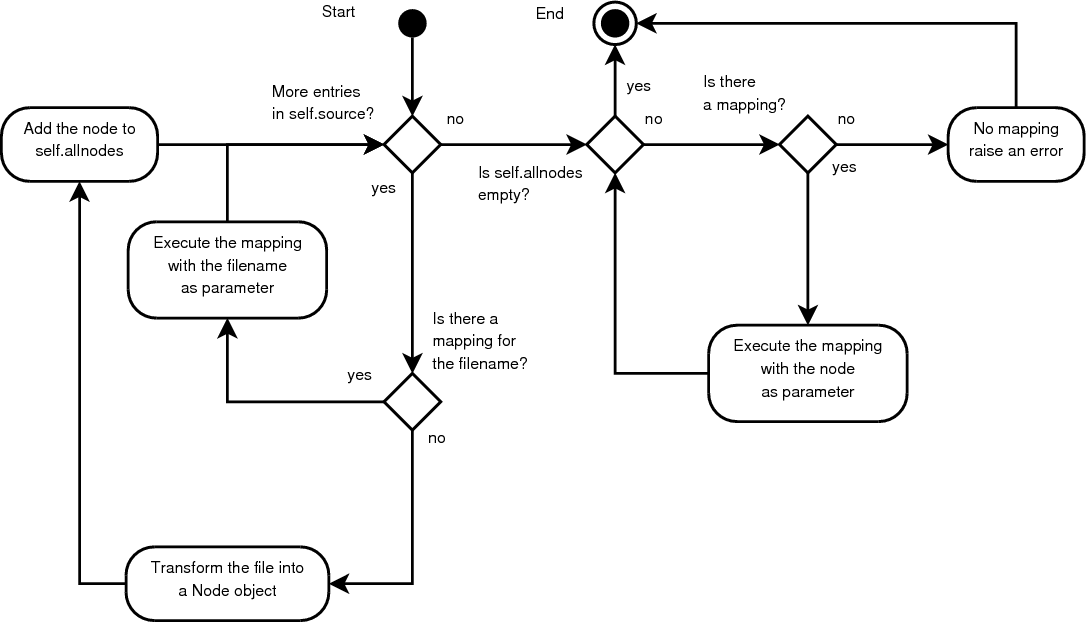 Start
End
More entries
in self.source?
no
yes
Is there
a mapping?
no
no
Add the node to
self.allnodes
No mapping
raise an error
yes
Is self.allnodes
empty?
yes
Execute the mapping
with the filename
as parameter
Is there a
mapping for
the filename?
yes
no
Execute the mapping
with the node
as parameter
Transform the file into
a Node object